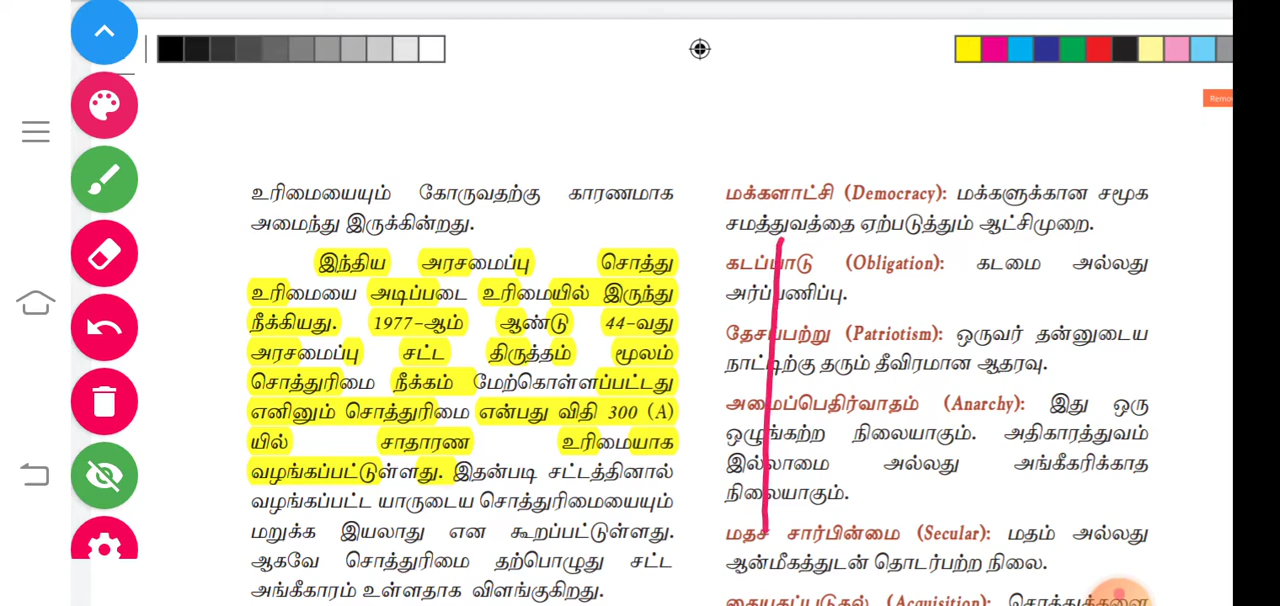 Remov
உரிமையையும் கோருவதற்கு காரணமாக
அமைந்து இருக்கின்றது.
இந்திய அரசமைப்பு சொத்து
உரிமையை அடிப்படை உரிமையில் இருந்து
நீக்கியது. 1977-ஆம் ஆண்டு 44-வது
அரசமைப்பு சட்ட திருத்தம் மூலம்
சொத்துரிமை நீக்கம் மேற்கொள்ளப்பட்டது
எனினும் சொத்துரிமை என்பது விதி 300 (A)
யில் சாதாரண உரிமையாக
வழங்கப்பட்டுள்ளது. இதன்படி சட்டத்தினால்
வழங்கப்பட்ட யாருடைய சொத்துரிமையையும்
மறுக்க இயலாது என கூறப்பட்டுள்ளது.
ஆகவே சொத்துரிமை தற்பொழுது சட்ட
அங்கீகாரம் உள்ளதாக விளங்குகிறது.
மக்களாட்சி (Democracy): மக்களுக்கான சமூக
சமத்துவத்தை ஏற்படுத்தும் ஆட்சிமுறை.
கடப்பாடு (Obligation): கடமை அல்லது
அர்ப்பணிப்பு.
தேசப்பற்று (Patriotism): ஒருவர் தன்னுடைய
நாட்டிற்கு தரும் தீவிரமான ஆதரவு.
அமைப்பெதிர்வாதம் (Anarchy): இது ஒரு
ஒழுங்கற்ற நிலையாகும். அதிகாரத்துவம்
இல்லாமை அல்லது அங்கீகரிக்காத
நிலையாகும்.
மதச் சார்பின்மை (Secular): மதம் அல்லது
ஆன்மீகத்துடன் தொடர்பற்ற நிலை.
கையகப்படுதல் (Acquisition): சொத்துக்களை